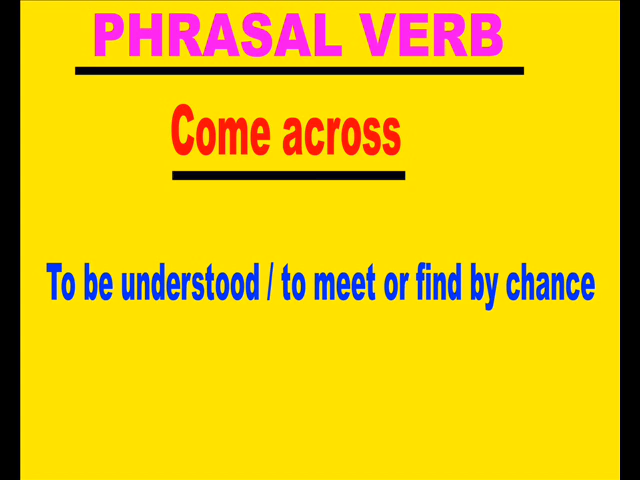 PHRASAL VERB
Come across
To be understood / to meet or find by chance